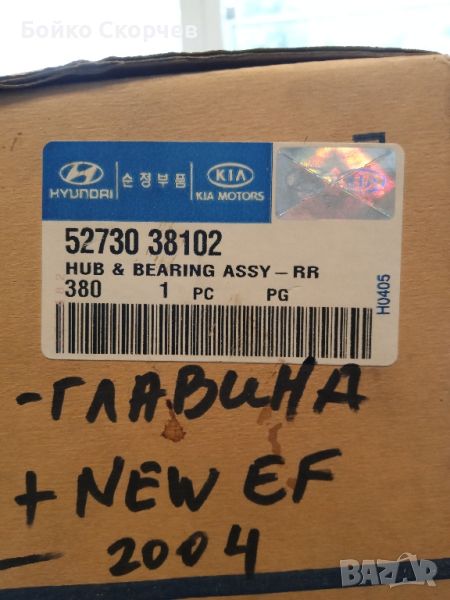 Бойко Скорчев
HYUNDAI 순정부품 KIA
KIA MOTORS
52730 38102
HUB & BEARING ASSY – RR
380 1 PC PG
H0405
-ГЛАВИНА
+ NEW EF
2004
BAZAR